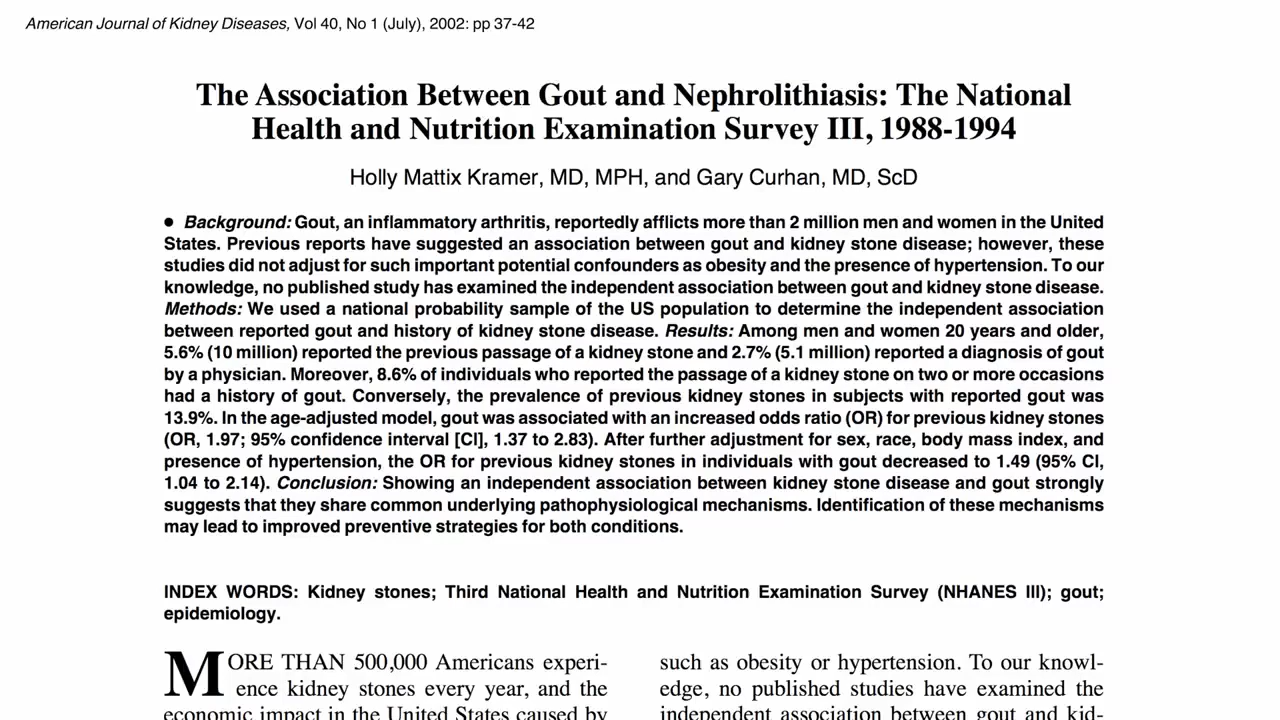 American Journal of Kidney Diseases, Vol 40, No 1 (July), 2002: pp 37-42
The Association Between Gout and Nephrolithiasis: The National
Health and Nutrition Examination Survey III, 1988-1994
Holly Mattix Kramer, MD, MPH, and Gary Curhan, MD, ScD
● Background: Gout, an inflammatory arthritis, reportedly afflicts more than 2 million men and women in the United
States. Previous reports have suggested an association between gout and kidney stone disease; however, these
studies did not adjust for such important potential confounders as obesity and the presence of hypertension. To our
knowledge, no published study has examined the independent association between gout and kidney stone disease.
Methods: We used a national probability sample of the US population to determine the independent association
between reported gout and history of kidney stone disease. Results: Among men and women 20 years and older,
5.6% (10 million) reported the previous passage of a kidney stone and 2.7% (5.1 million) reported a diagnosis of gout
by a physician. Moreover, 8.6% of individuals who reported the passage of a kidney stone on two or more occasions
had a history of gout. Conversely, the prevalence of previous kidney stones in subjects with reported gout was
13.9%. In the age-adjusted model, gout was associated with an increased odds ratio (OR) for previous kidney stones
(OR, 1.97; 95% confidence interval [CI], 1.37 to 2.83). After further adjustment for sex, race, body mass index, and
presence of hypertension, the OR for previous kidney stones in individuals with gout decreased to 1.49 (95% CI,
1.04 to 2.14). Conclusion: Showing an independent association between kidney stone disease and gout strongly
suggests that they share common underlying pathophysiological mechanisms. Identification of these mechanisms
may lead to improved preventive strategies for both conditions.
INDEX WORDS: Kidney stones; Third National Health and Nutrition Examination Survey (NHANES III); gout;
epidemiology.
MORE THAN 500,000 Americans experi-
ence kidney stones every year, and the
economic impact in the United States caused by
such as obesity or hypertension. To our knowl-
edge, no published studies have examined the
independent association between gout and kid-